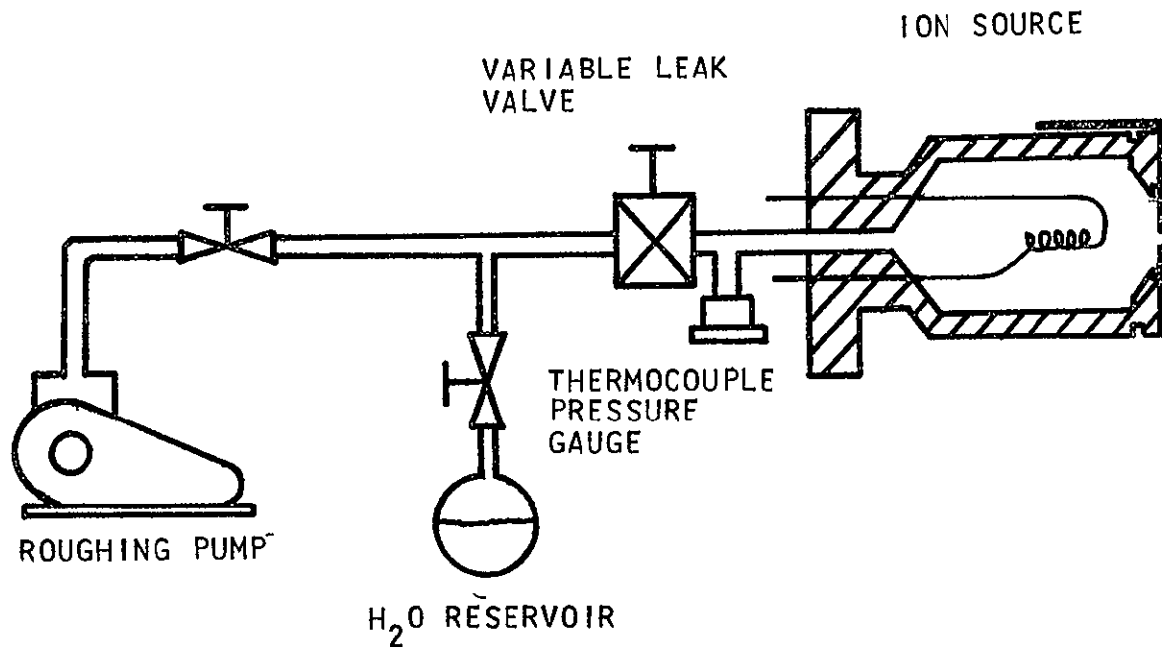 ION SOURCE
VARIABLE LEAK
VALVE
THERMOCOUPLE
PRESSURE
GAUGE
ROUGHING PUMP
H₂O RESERVOIR